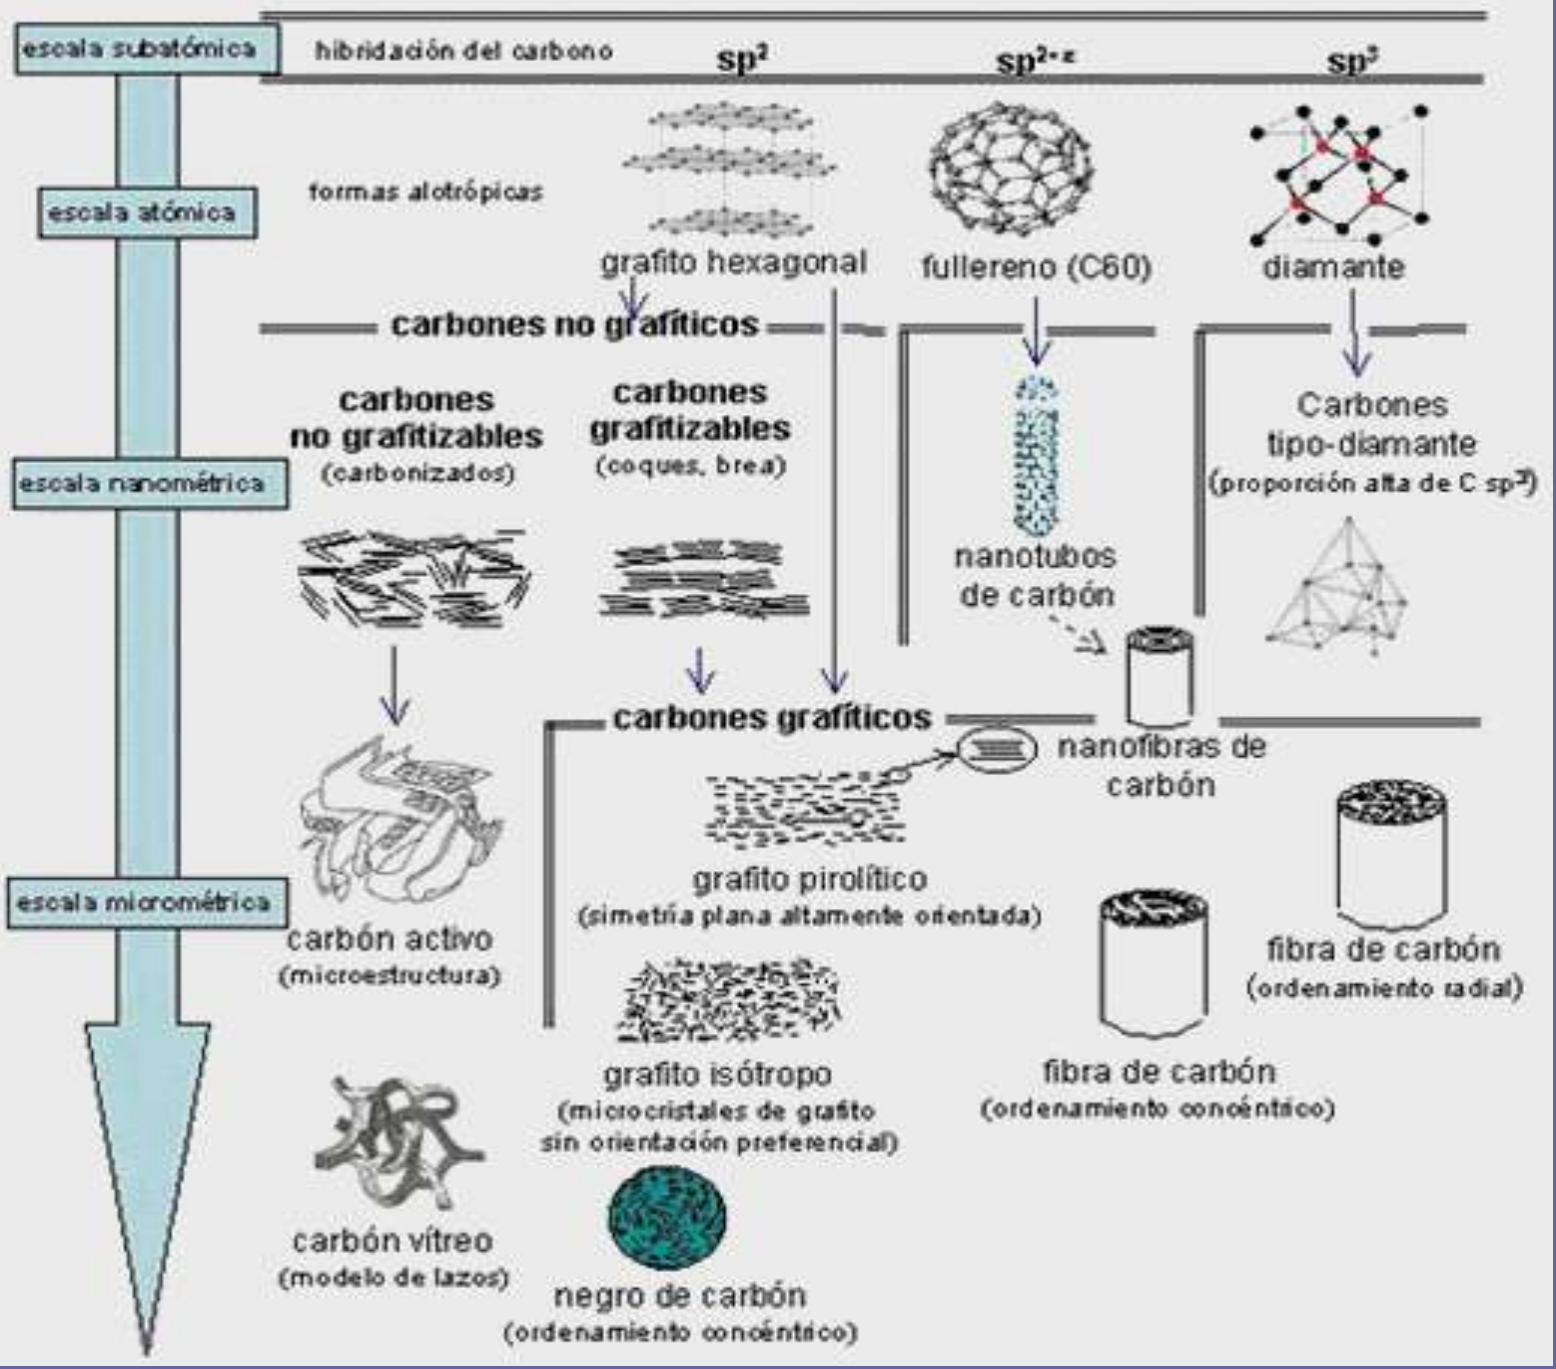 escala subatómica
hibridación del carbono
sp²
sp²⁺ᵋ
sp³
escala atómica
formas alotrópicas
grafito hexagonal
fullereno (C60)
diamante
carbones no grafíticos
carbones
no grafitizables
(carbonizados)
carbones
grafitizables
(coques, brea)
Carbones
tipo-diamante
(proporción alta de C sp³)
escala nanométrica
nanotubos
de carbón
carbones grafíticos
nanofibras de
carbón
grafito pirolítico
(simetría plana altamente orientada)
escala micrométrica
carbón activo
(microestructura)
fibra de carbón
(ordenamiento radial)
grafito isótropo
(microcristales de grafito
sin orientación preferencial)
fibra de carbón
(ordenamiento concéntrico)
carbón vítreo
(modelo de lazos)
negro de carbón
(ordenamiento concéntrico)